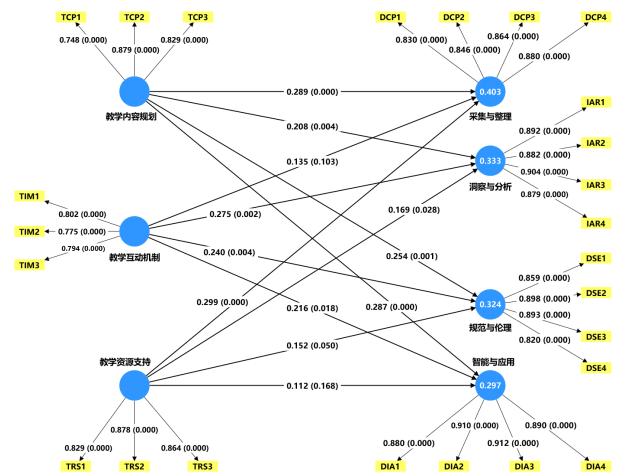 TCP1 TCP2 TCP3 DCP1 DCP2 DCP3 DCP4
0.748 (0.000) 0.879 (0.000) 0.829 (0.000) 0.830 (0.000) 0.846 (0.000) 0.864 (0.000) 0.880 (0.000)
0.289 (0.000) 0.403
教学内容规划 采集与整理
IAR1
0.208 (0.004)
0.892 (0.000)
IAR2
0.882 (0.000)
0.135 (0.103) 0.333
0.904 (0.000)
IAR3
洞察与分析
0.879 (0.000)
TIM1
0.275 (0.002) 0.169 (0.028)
0.802 (0.000)
IAR4
TIM2 0.775 (0.000)
0.794 (0.000)
教学互动机制 0.240 (0.004) 0.254 (0.001)
DSE1
TIM3
0.859 (0.000)
DSE2
0.299 (0.000) 0.287 (0.000) 0.324 0.898 (0.000)
0.216 (0.018) 0.893 (0.000)
规范与伦理
DSE3
0.820 (0.000)
0.152 (0.050)
教学资源支持 智能与应用
DSE4
0.112 (0.168) 0.297
0.829 (0.000) 0.878 (0.000) 0.864 (0.000) 0.880 (0.000) 0.910 (0.000) 0.912 (0.000) 0.890 (0.000)
TRS1 TRS2 TRS3 DIA1 DIA2 DIA3 DIA4